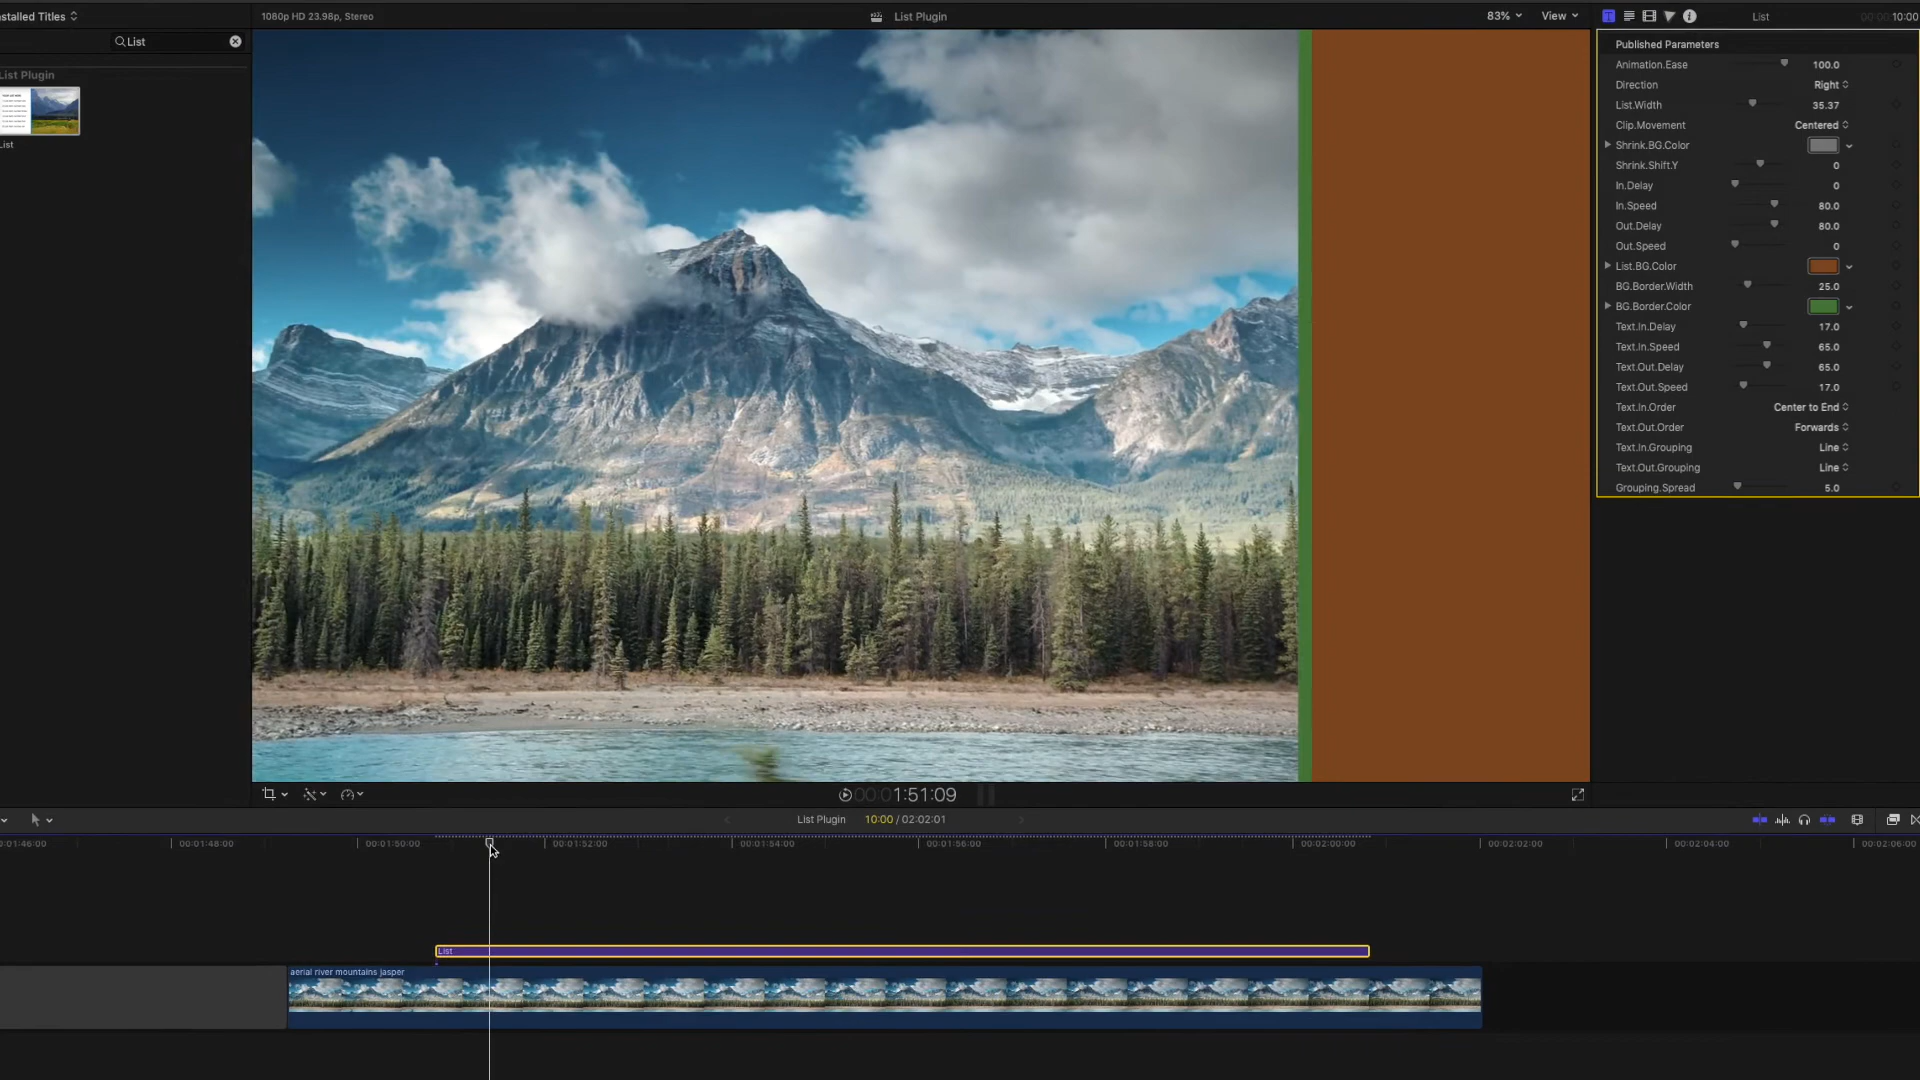 nstalled Titles
1080p HD 23.98p, Stereo
List Plugin
83%
View
List
00:00:10:00
List
List Plugin
List
Published Parameters
Animation.Ease
100.0
Direction
Right
List.Width
35.37
Clip.Movement
Centered
Shrink.BG.Color
Shrink.Shift.Y
0
In.Delay
0
In.Speed
80.0
Out.Delay
80.0
Out.Speed
0
List.BG.Color
BG.Border.Width
25.0
BG.Border.Color
Text.In.Delay
17.0
Text.In.Speed
65.0
Text.Out.Delay
65.0
Text.Out.Speed
17.0
Text.In.Order
Center to End
Text.Out.Order
Forwards
Text.In.Grouping
Line
Text.Out.Grouping
Line
Grouping.Spread
5.0
00:01:51:09
List Plugin
10:00 / 02:02:01
:01:46:00
00:01:48:00
00:01:50:00
00:01:52:00
00:01:54:00
00:01:56:00
00:01:58:00
00:02:00:00
00:02:02:00
00:02:04:00
00:02:06:00
List
aerial river mountains jasper